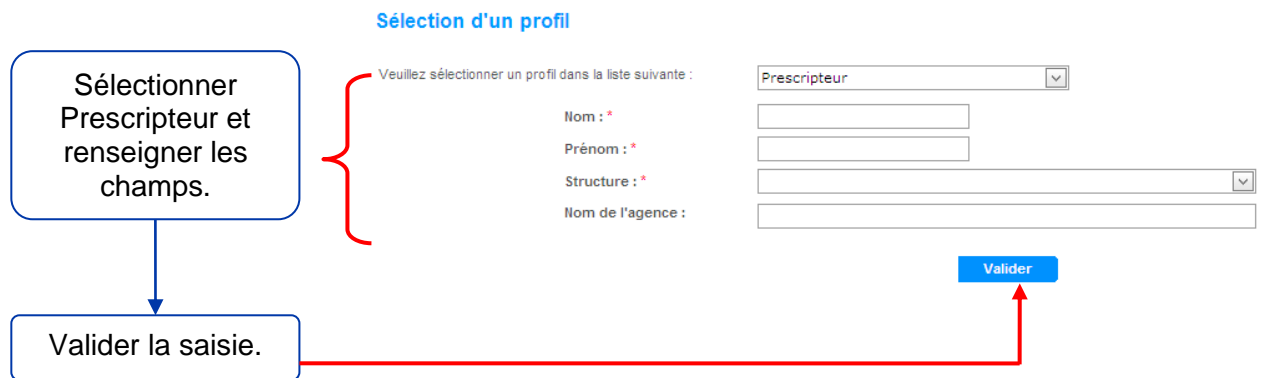 Sélection d'un profil
Sélectionner
Prescripteur et
renseigner les
champs.
Veuillez sélectionner un profil dans la liste suivante :
Prescripteur
Nom : *
Prénom : *
Structure : *
Nom de l'agence :
Valider
Valider la saisie.